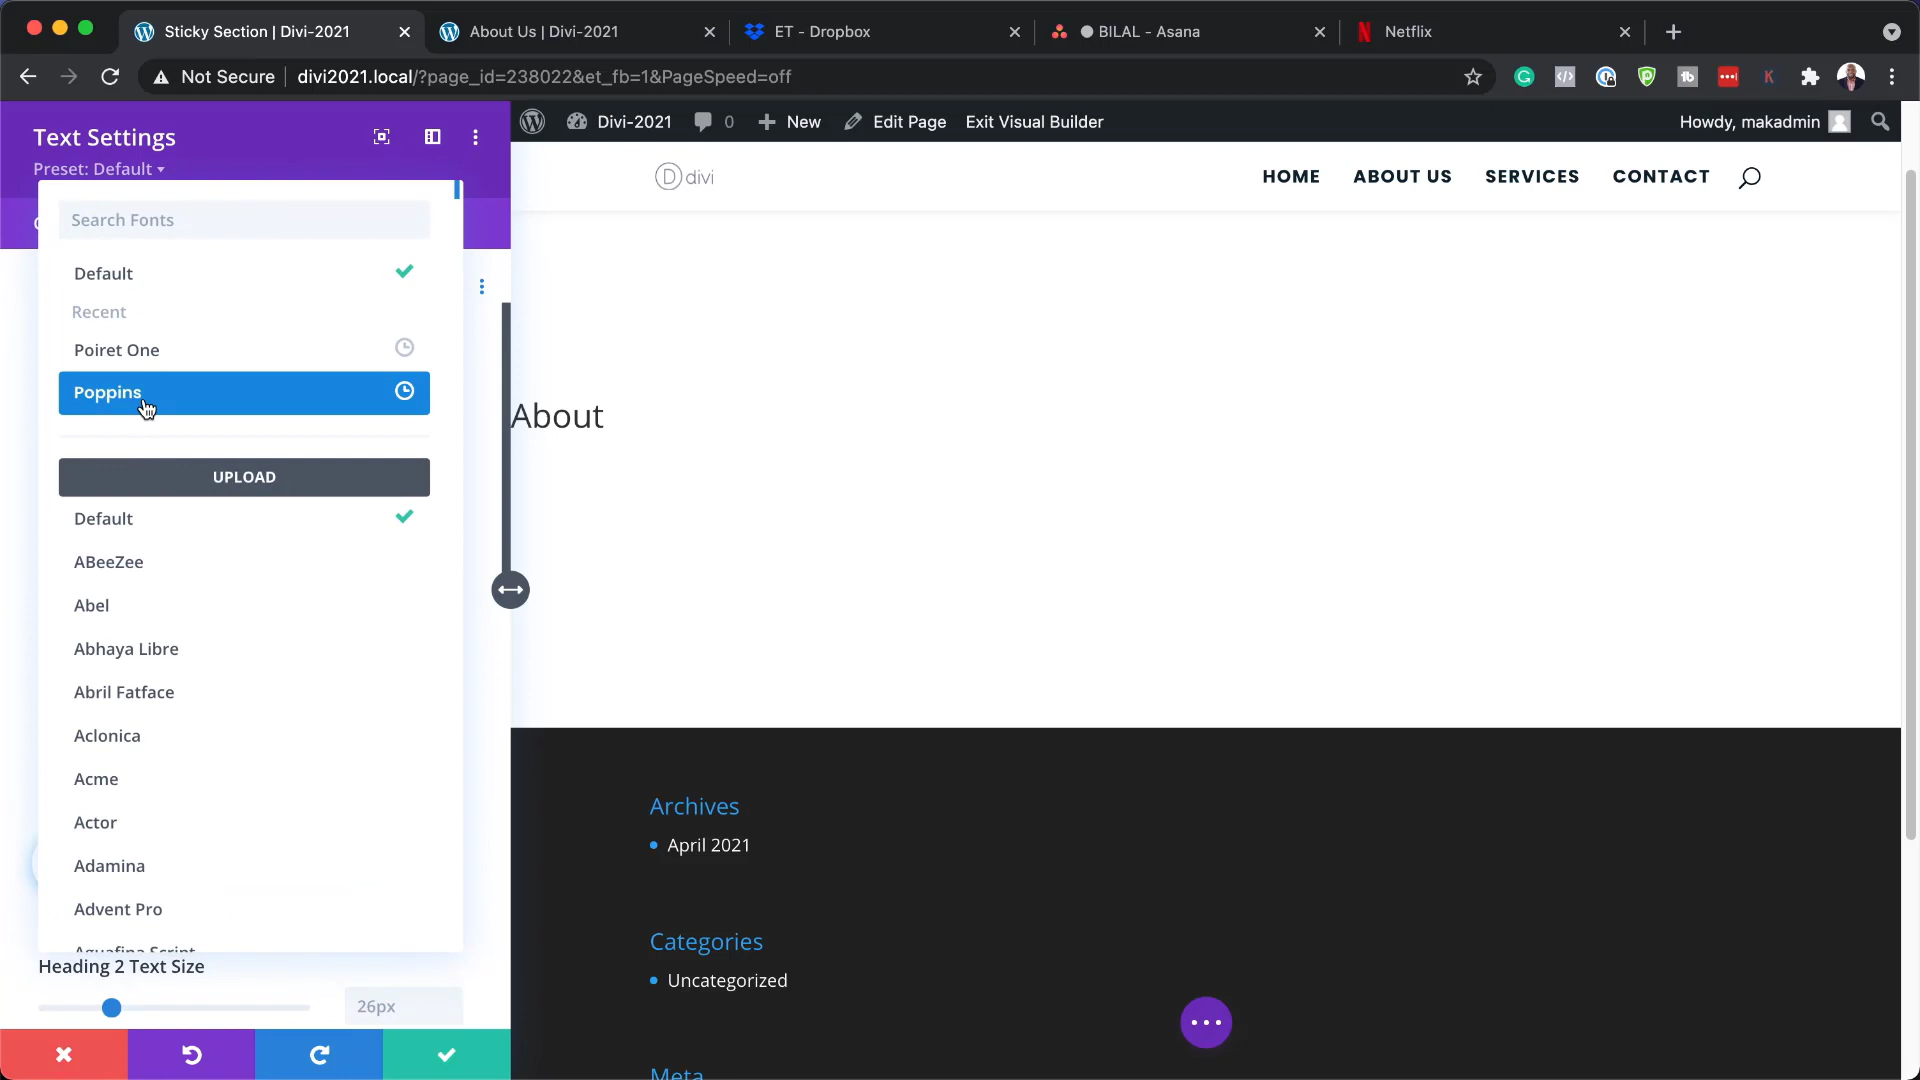 Sticky Section | Divi-2021
About Us | Divi-2021
ET - Dropbox
BILAL - Asana
Netflix
Not Secure
divi2021.local/?page_id=238022&et_fb=1&PageSpeed=off
Text Settings
Preset: Default
Divi-2021
0
New
Edit Page
Exit Visual Builder
Howdy, makadmin
D divi
HOME
ABOUT US
SERVICES
CONTACT
Search Fonts
Default
Recent
Poiret One
Poppins
UPLOAD
Default
ABeeZee
Abel
Abhaya Libre
Abril Fatface
Aclonica
Acme
Actor
Adamina
Advent Pro
Aguafina Script
Heading 2 Text Size
26px
About
Archives
April 2021
Categories
Uncategorized
Meta